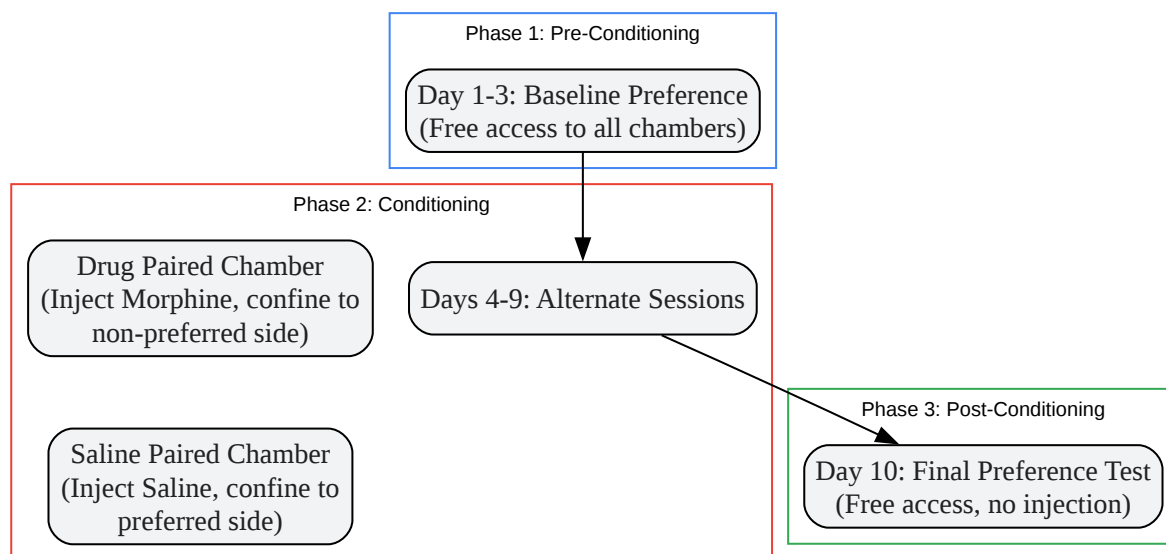 Phase 1: Pre-Conditioning
Day 1-3: Baseline Preference
(Free access to all chambers)
Phase 2: Conditioning
Drug Paired Chamber
(Inject Morphine, confine to
non-preferred side)
Days 4-9: Alternate Sessions
Saline Paired Chamber
(Inject Saline, confine to
preferred side)
Phase 3: Post-Conditioning
Day 10: Final Preference Test
(Free access, no injection)